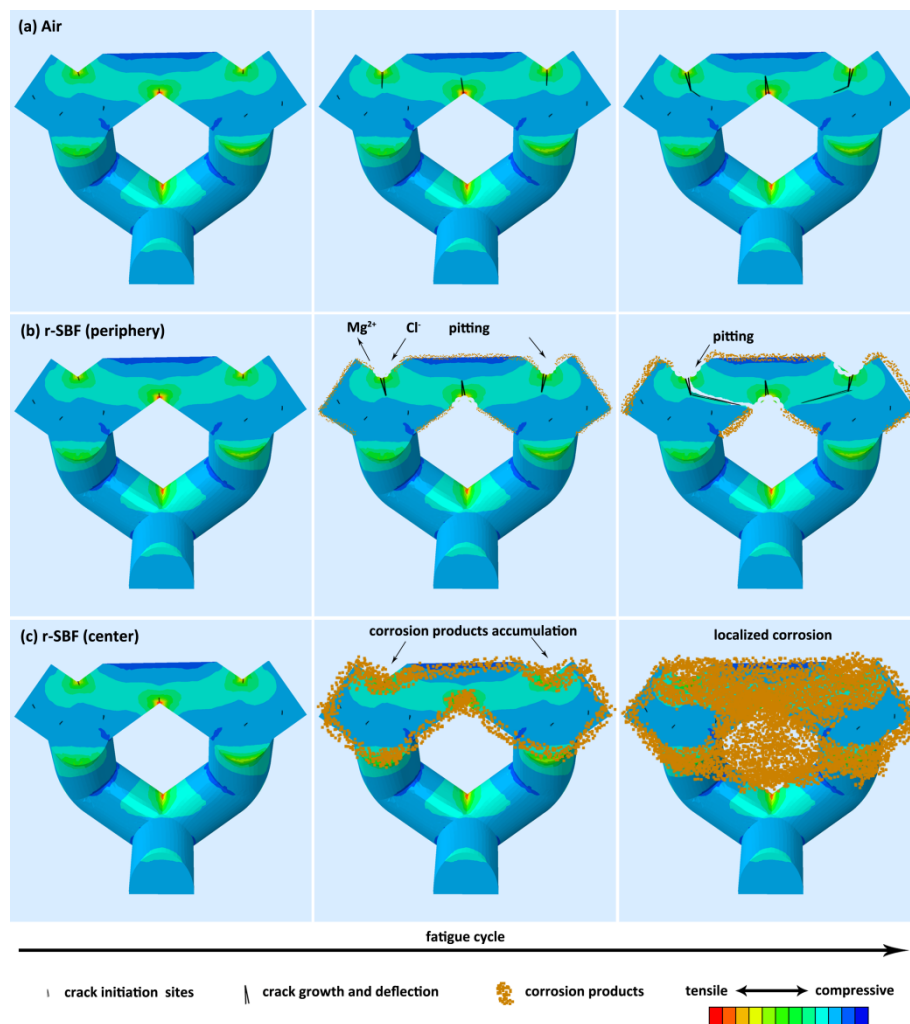 (a) Air
(b) r-SBF (periphery)
Mg²⁺ Cl⁻ pitting
pitting
(c) r-SBF (center)
corrosion products accumulation
localized corrosion
fatigue cycle
crack initiation sites
crack growth and deflection
corrosion products
tensile compressive